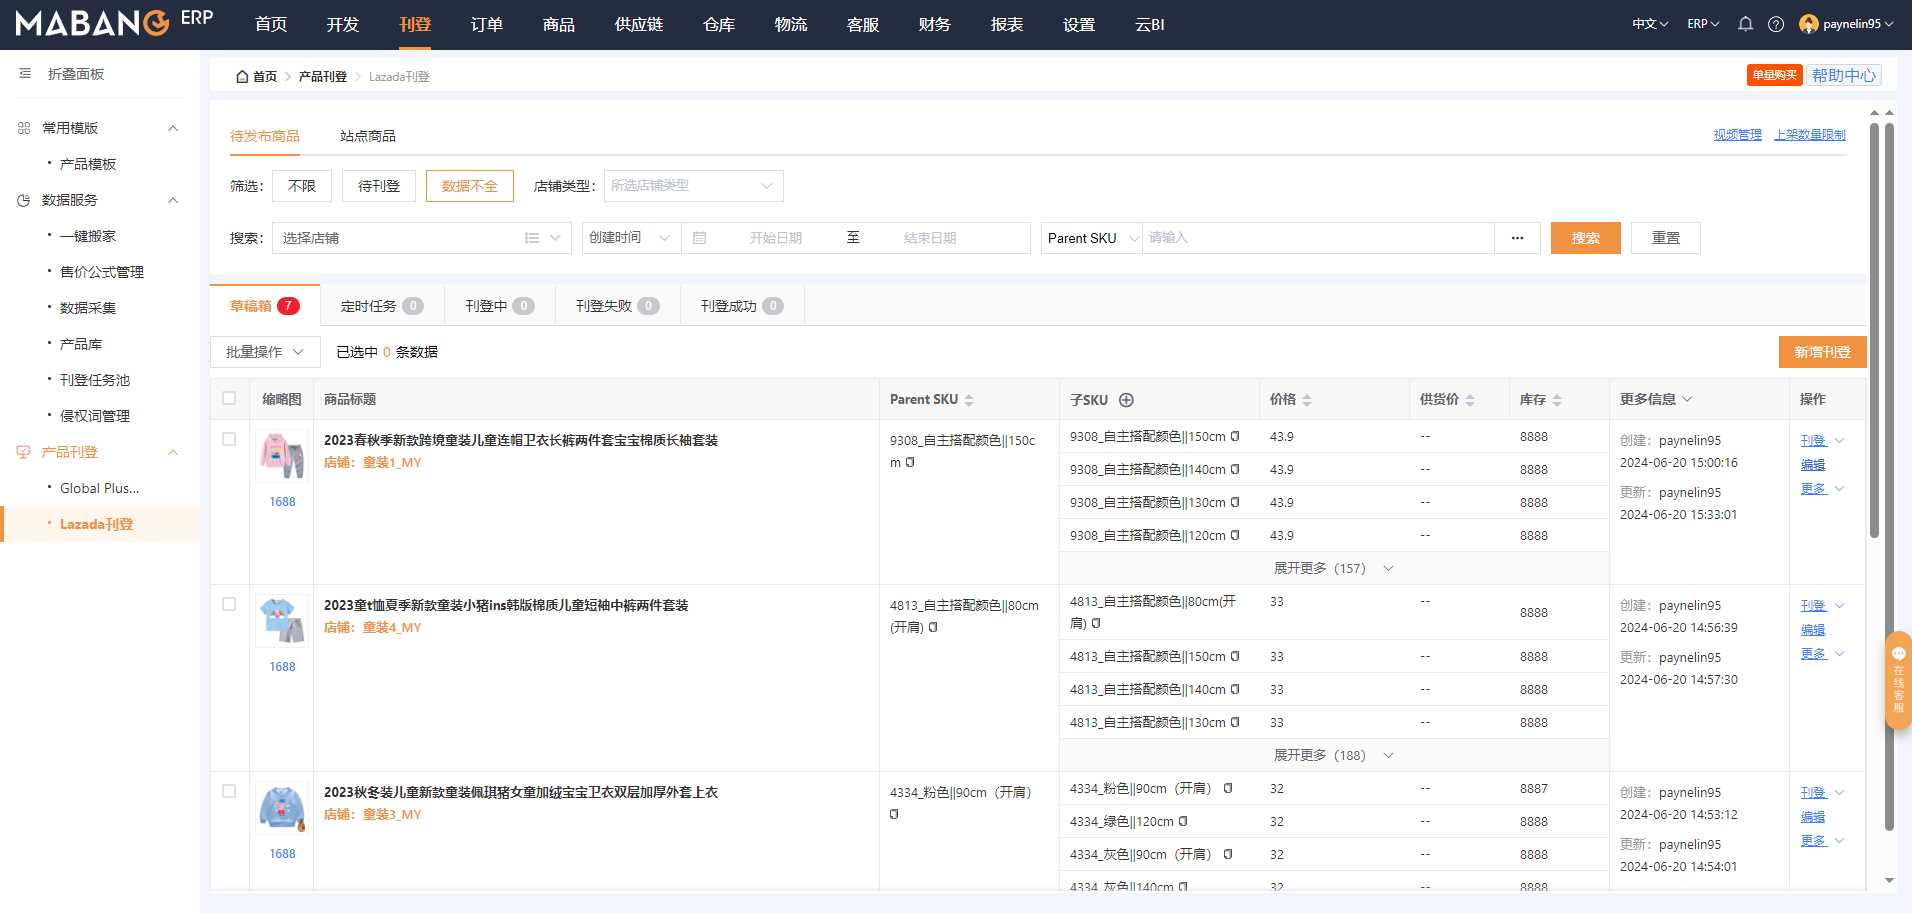 MABANG ERP 首页 开发 刊登 订单 商品 供应链 仓库 物流 客服 财务 报表 设置 云BI 中文 ERP paynelin95
折叠面板
常用模版
产品模板
数据服务
一键搬家
售价公式管理
数据采集
产品库
刊登任务池
侵权词管理
产品刊登
Global Plus...
Lazada刊登
首页 产品刊登 Lazada刊登 单量购买 帮助中心
待发布商品 站点商品 视频管理 上架数量限制
筛选： 不限 待刊登 数据不全 店铺类型： 所选店铺类型
搜索： 选择店铺 创建时间 开始日期 至 结束日期 Parent SKU 请输入 ··· 搜索 重置
草稿箱 7 定时任务 0 刊登中 0 刊登失败 0 刊登成功 0
批量操作 已选中 0 条数据 新增刊登
缩略图 商品标题 Parent SKU 子SKU 价格 供货价 库存 更多信息 操作
1688
2023春秋季新款跨境童装儿童连帽卫衣长裤两件套宝宝棉质长袖套装
店铺：童装1_MY
9308_自主搭配颜色||150c
m
9308_自主搭配颜色||150cm 43.9 -- 8888
9308_自主搭配颜色||140cm 43.9 -- 8888
9308_自主搭配颜色||130cm 43.9 -- 8888
9308_自主搭配颜色||120cm 43.9 -- 8888
展开更多（157）
创建：paynelin95
2024-06-20 15:00:16
更新：paynelin95
2024-06-20 15:33:01
刊登
编辑
更多
1688
2023童t恤夏季新款童装小猪ins韩版棉质儿童短袖中裤两件套装
店铺：童装4_MY
4813_自主搭配颜色||80cm
(开肩)
4813_自主搭配颜色||80cm(开
肩) 33 -- 8888
4813_自主搭配颜色||150cm 33 -- 8888
4813_自主搭配颜色||140cm 33 -- 8888
4813_自主搭配颜色||130cm 33 -- 8888
展开更多（188）
创建：paynelin95
2024-06-20 14:56:39
更新：paynelin95
2024-06-20 14:57:30
刊登
编辑
更多
1688
2023秋冬装儿童新款童装佩琪猪女童加绒宝宝卫衣双层加厚外套上衣
店铺：童装3_MY
4334_粉色||90cm（开肩）
4334_粉色||90cm（开肩） 32 -- 8887
4334_绿色||120cm 32 -- 8888
4334_灰色||90cm（开肩） 32 -- 8888
4334_灰色||140cm 32 -- 8888
创建：paynelin95
2024-06-20 14:53:12
更新：paynelin95
2024-06-20 14:54:01
刊登
编辑
更多
在线客服